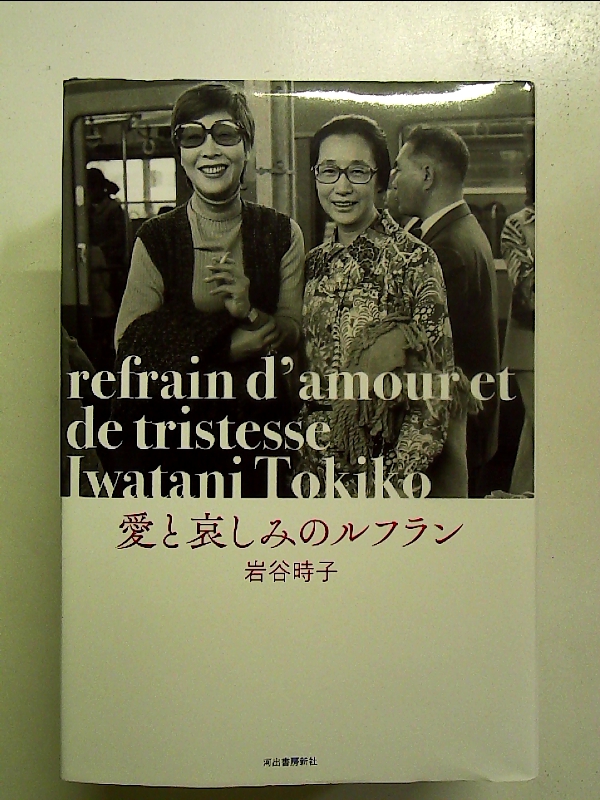 refrain d'amour et
de tristesse
Iwatani Tokiko
愛と哀しみのルフラン
岩谷時子
河出書房新社